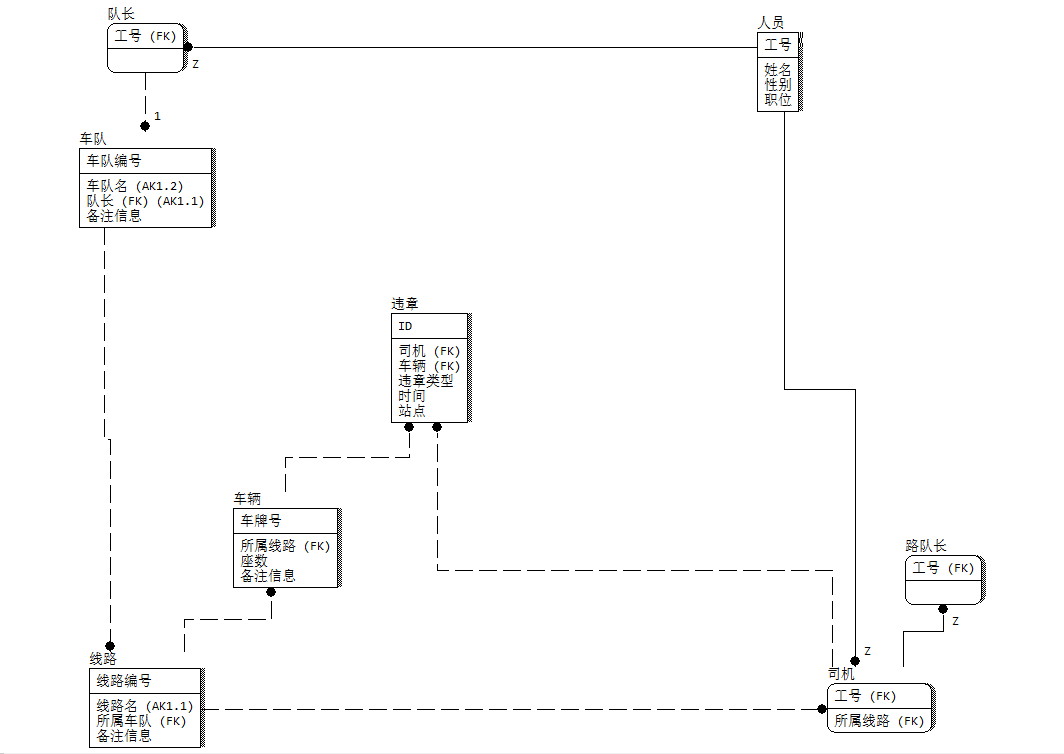 队长
工号 (FK)
Z
人员
工号
姓名
性别
职位
1
车队
车队编号
车队名 (AK1.2)
队长 (FK) (AK1.1)
备注信息
违章
ID
司机 (FK)
车辆 (FK)
违章类型
时间
站点
车辆
车牌号
所属线路 (FK)
座数
备注信息
路队长
工号 (FK)
Z
线路
线路编号
线路名 (AK1.1)
所属车队 (FK)
备注信息
Z
司机
工号 (FK)
所属线路 (FK)